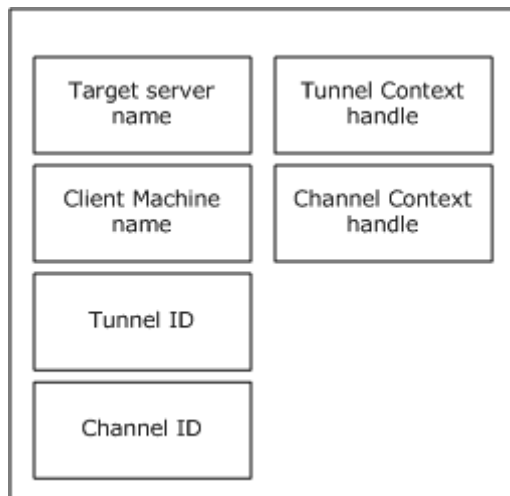 Target server
name
Tunnel Context
handle
Client Machine
name
Channel Context
handle
Tunnel ID
Channel ID